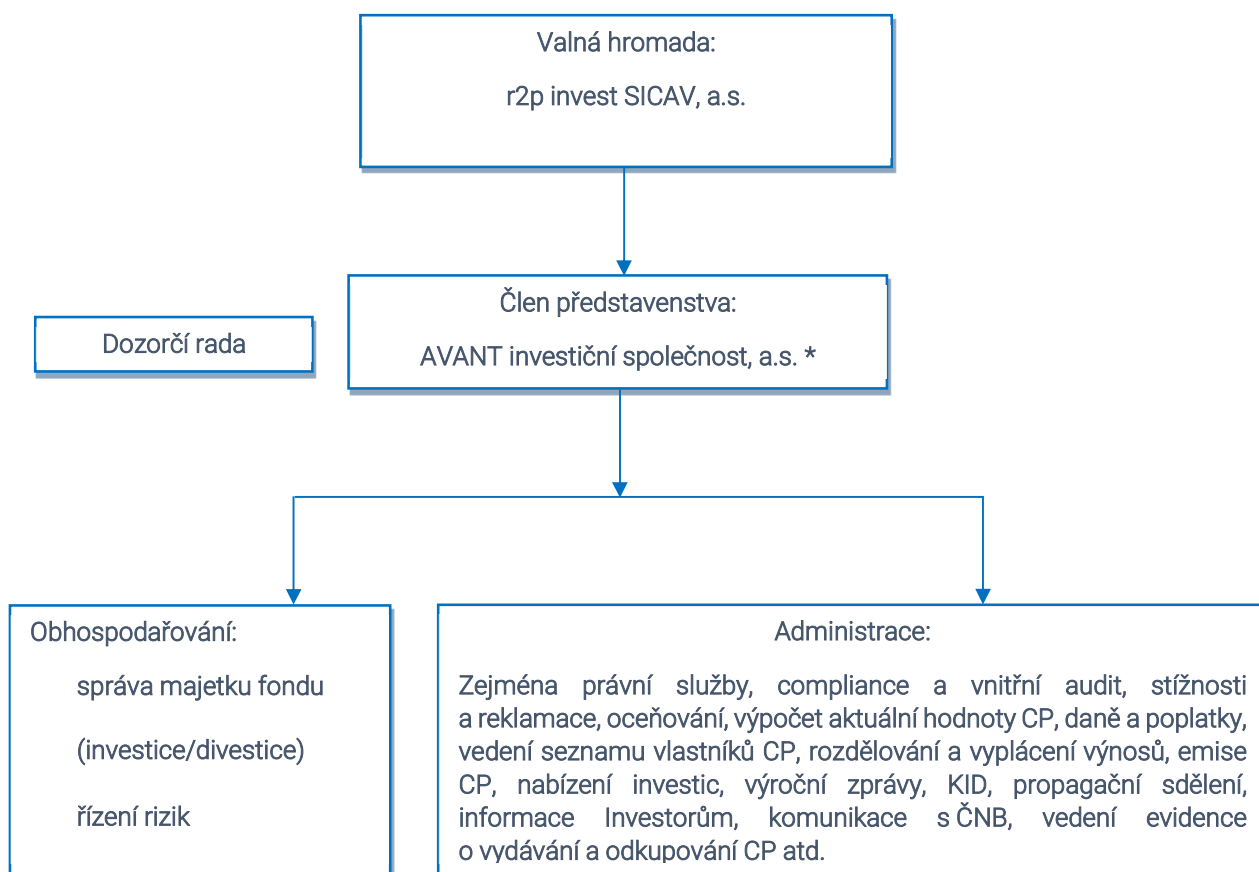 Valná hromada:
r2p invest SICAV, a.s.
Člen představenstva:
AVANT investiční společnost, a.s. *
Dozorčí rada
Obhospodařování:
správa majetku fondu
(investice/divestice)
řízení rizik
Administrace:
Zejména právní služby, compliance a vnitřní audit, stížnosti
a reklamace, oceňování, výpočet aktuální hodnoty CP, daně a poplatky,
vedení seznamu vlastníků CP, rozdělování a vyplácení výnosů, emise
CP, nabízení investic, výroční zprávy, KID, propagační sdělení,
informace Investorům, komunikace s ČNB, vedení evidence
o vydávání a odkupování CP atd.